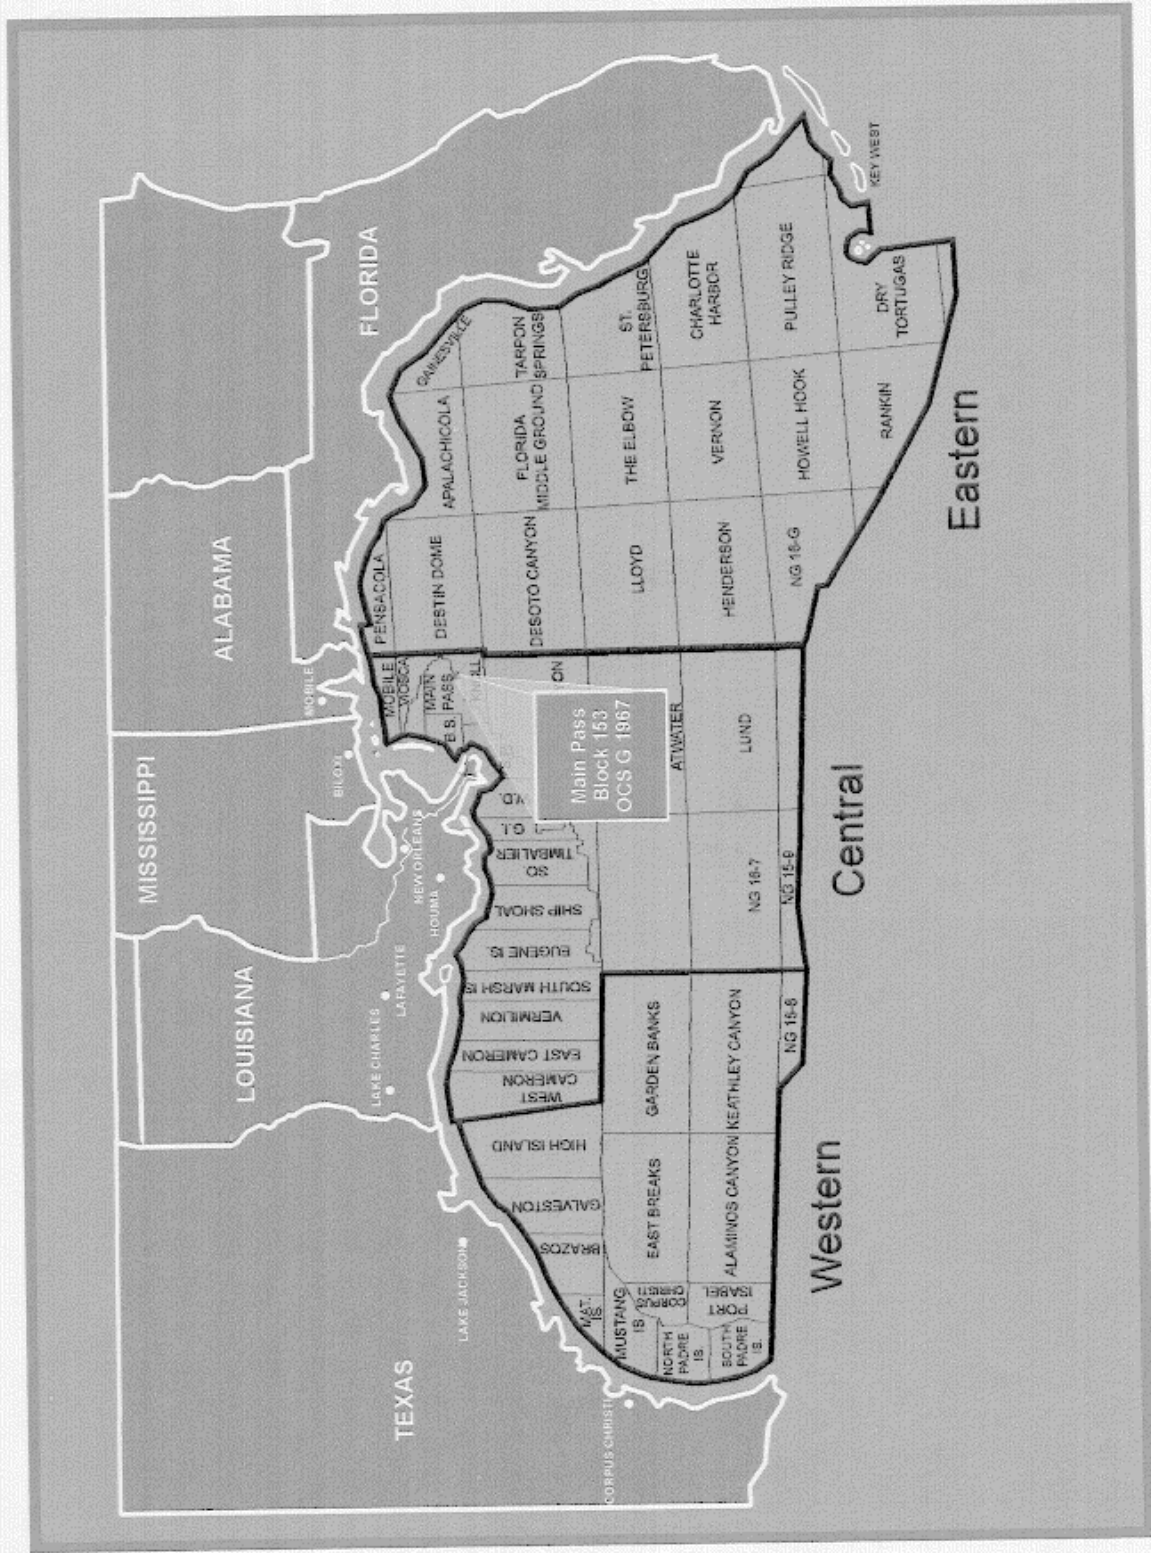 TEXAS
LOUISIANA
MISSISSIPPI
ALABAMA
FLORIDA
CORPUS CHRISTI
LAKE JACKSON
LAKE CHARLES
LAFAYETTE
HOUMA
NEW ORLEANS
BILOXI
MOBILE
KEY WEST
MAT.
IS.
MUSTANG
IS.
NORTH
PADRE
IS.
SOUTH
PADRE
IS.
CORPUS
CHRISTI
PORT
ISABEL
BRAZOS
GALVESTON
HIGH ISLAND
EAST BREAKS
ALAMINOS CANYON
GARDEN BANKS
KEATHLEY CANYON
NG 15-8
WEST
CAMERON
EAST CAMERON
VERMILION
SOUTH MARSH IS
EUGENE IS.
SHIP SHOAL
SO
TIMBALIER
G.I.
W.D.
B.S.
MAIN
PASS
MOBILE
VIOSCA
ATWATER
LUND
NG 16-7
NG 15-9
Main Pass
Block 153
OCS G 1967
PENSACOLA
DESTIN DOME
DESOTO CANYON
LLOYD
HENDERSON
NG 16-G
APALACHICOLA
FLORIDA
MIDDLE GROUND
THE ELBOW
VERNON
HOWELL HOOK
RANKIN
GAINESVILLE
TARPON
SPRINGS
ST.
PETERSBURG
CHARLOTTE
HARBOR
PULLEY RIDGE
DRY
TORTUGAS
Western
Central
Eastern